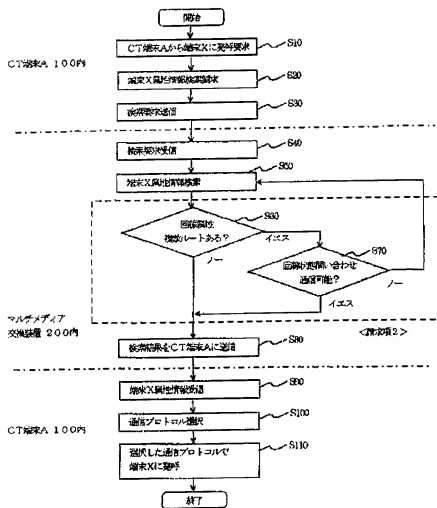 開始
CT端末A 100内
CT端末Aから端末Xに発呼要求
S10
端末X属性情報検索要求
S20
検索要求送信
S30
検索要求受信
S40
S50
端末X属性情報検索
回線属性
複数ルートある?
S60
イエス
ノー
S70
回線状態問い合わせ
通信可能?
ノー
イエス
マルチメディア
交換装置 200内
<請求項2>
検索結果をCT端末Aに送信
S80
端末X属性情報受信
S90
CT端末A 100内
通信プロトコル選択
S100
選択した通信プロトコルで
端末Xに発呼
S110
終了